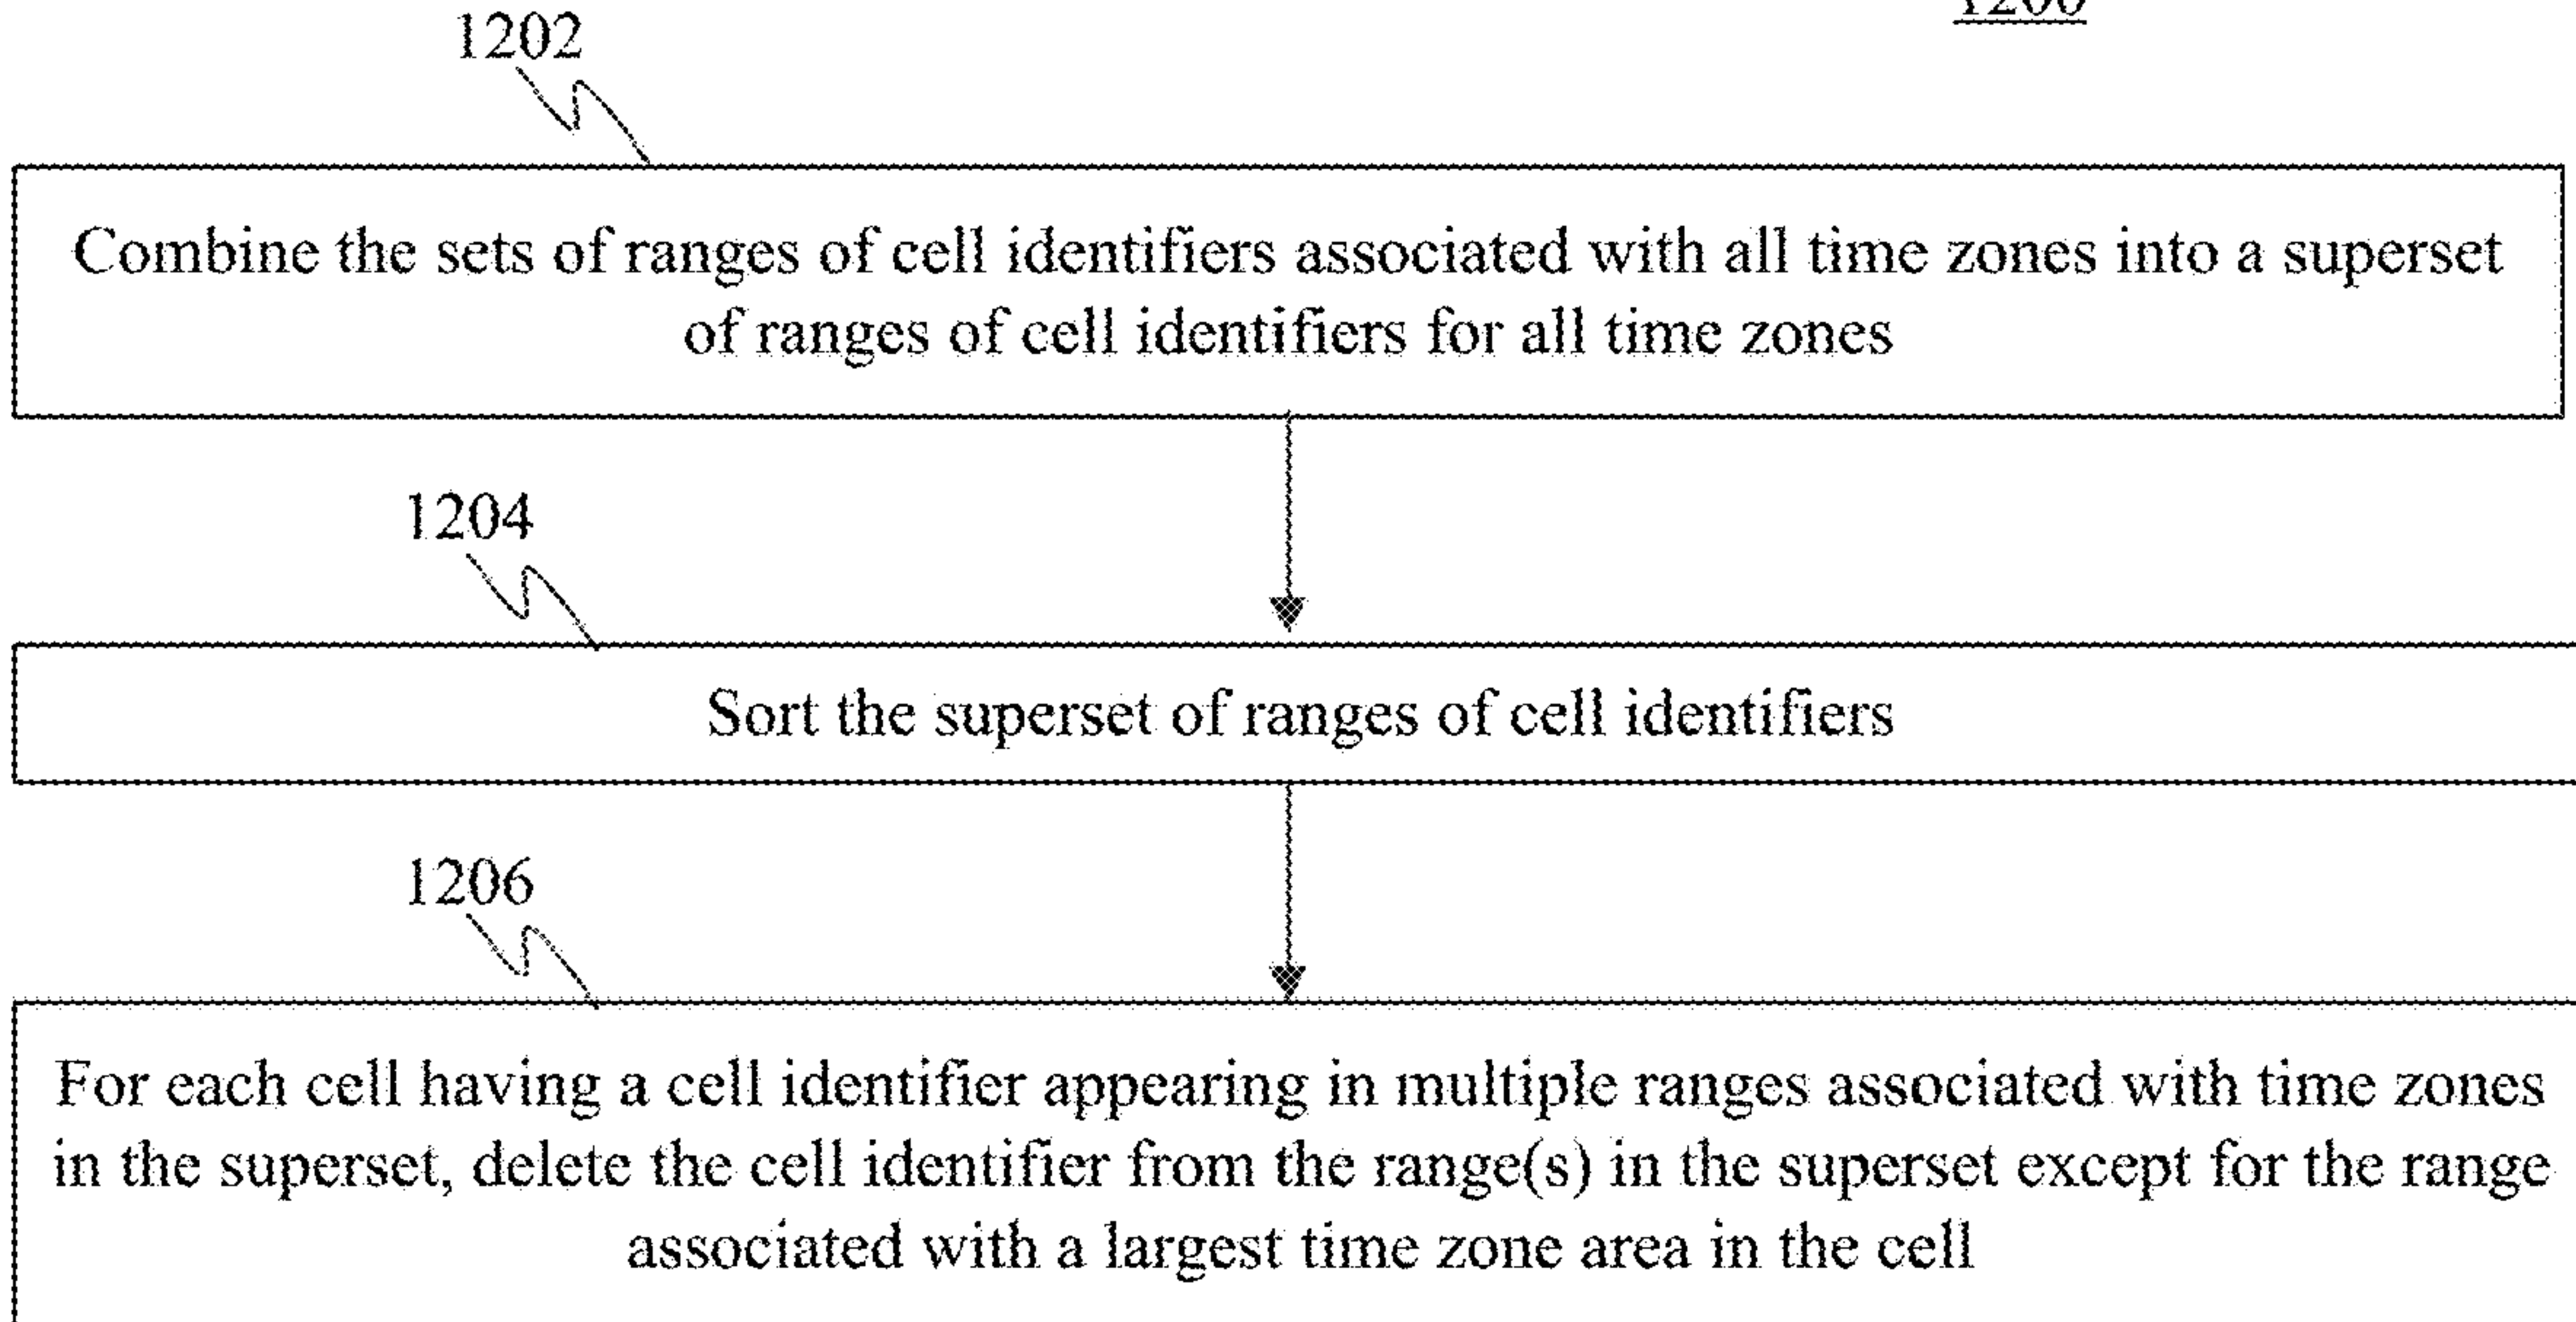 1200
1202
Combine the sets of ranges of cell identifiers associated with all time zones into a superset
of ranges of cell identifiers for all time zones
1204
Sort the superset of ranges of cell identifiers
1206
For each cell having a cell identifier appearing in multiple ranges associated with time zones
in the superset, delete the cell identifier from the range(s) in the superset except for the range
associated with a largest time zone area in the cell